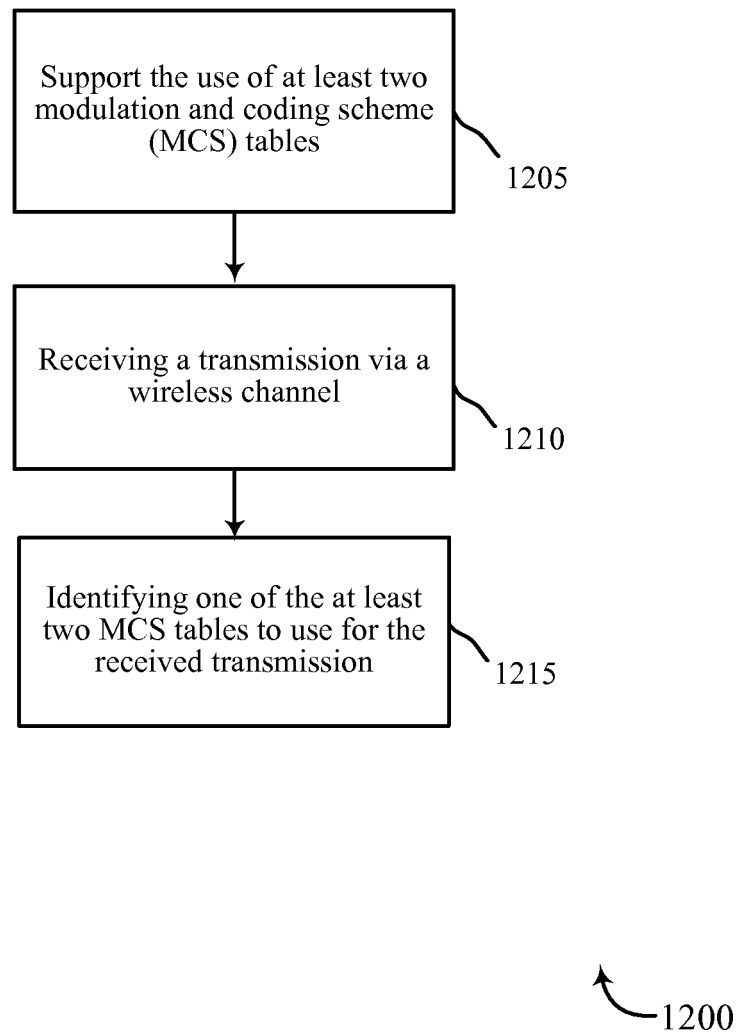 Support the use of at least two
modulation and coding scheme
(MCS) tables
1205
Receiving a transmission via a
wireless channel
1210
Identifying one of the at least
two MCS tables to use for the
received transmission
1215
1200